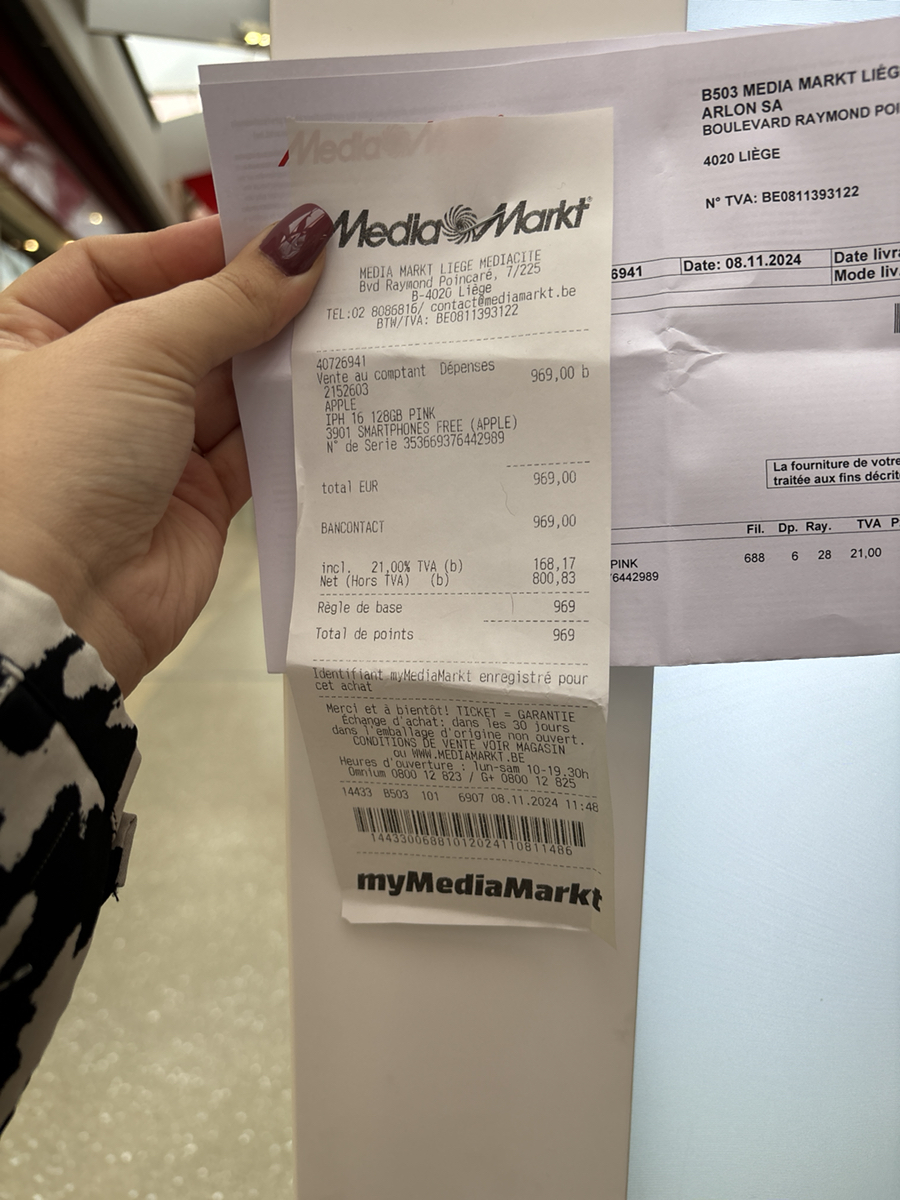 MediaMarkt
MediaMarkt
MEDIA MARKT LIEGE MEDIACITE
Bvd Raymond Poincaré, 7/225
B-4020 Liège
TEL:02 8086816/ contact@mediamarkt.be
BTW/TVA: BE0811393122
40726941
Vente au comptant Dépenses 969,00 b
2152603
APPLE
IPH 16 128GB PINK
3901 SMARTPHONES FREE (APPLE)
N° de Serie 353669376442989
total EUR 969,00
BANCONTACT 969,00
incl. 21,00% TVA (b) 168,17
Net (Hors TVA) (b) 800,83
Règle de base 969
Total de points 969
Identifiant myMediaMarkt enregistré pour
cet achat
Merci et à bientôt! TICKET = GARANTIE
Échange d'achat: dans les 30 jours
dans l'emballage d'origine non ouvert.
CONDITIONS DE VENTE VOIR MAGASIN
ou WWW.MEDIAMARKT.BE
Heures d'ouverture : lun-sam 10-19.30h
Omnium 0800 12 823 / G+ 0800 12 825
14433 B503 101 6907 08.11.2024 11:48
14433006881012024110811486
myMediaMarkt
B503 MEDIA MARKT LIÈG
ARLON SA
BOULEVARD RAYMOND POI
4020 LIÈGE
N° TVA: BE0811393122
6941 Date: 08.11.2024 Date livra
Mode liv.
La fourniture de votre
traitée aux fins décrit
Fil. Dp. Ray. TVA P
PINK 688 6 28 21,00
6442989